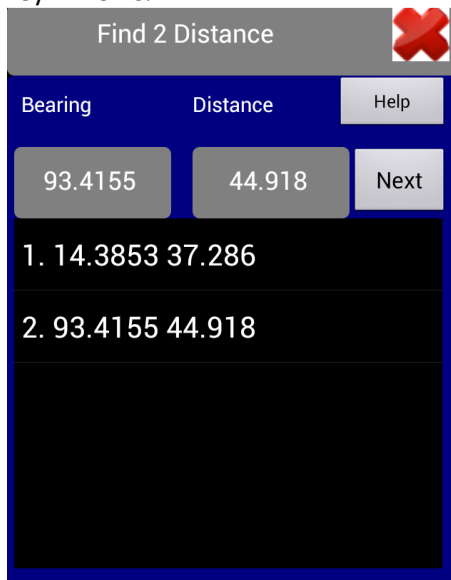 Find 2 Distance
Bearing Distance Help
93.4155 44.918 Next
1. 14.3853 37.286
2. 93.4155 44.918